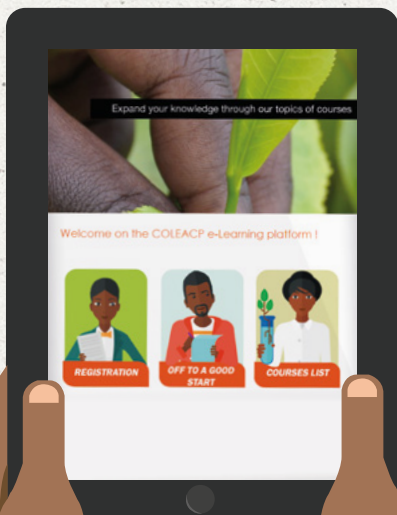 Expand your knowledge through our topics of courses
Welcome on the COLEACP e-Learning platform !
REGISTRATION
OFF TO A GOOD
START
COURSES LIST